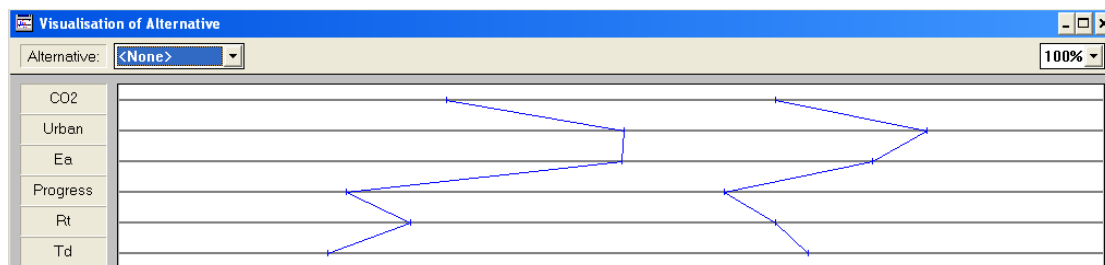 Visualisation of Alternative
Alternative: <None> 100%
CO2
Urban
Ea
Progress
Rt
Td